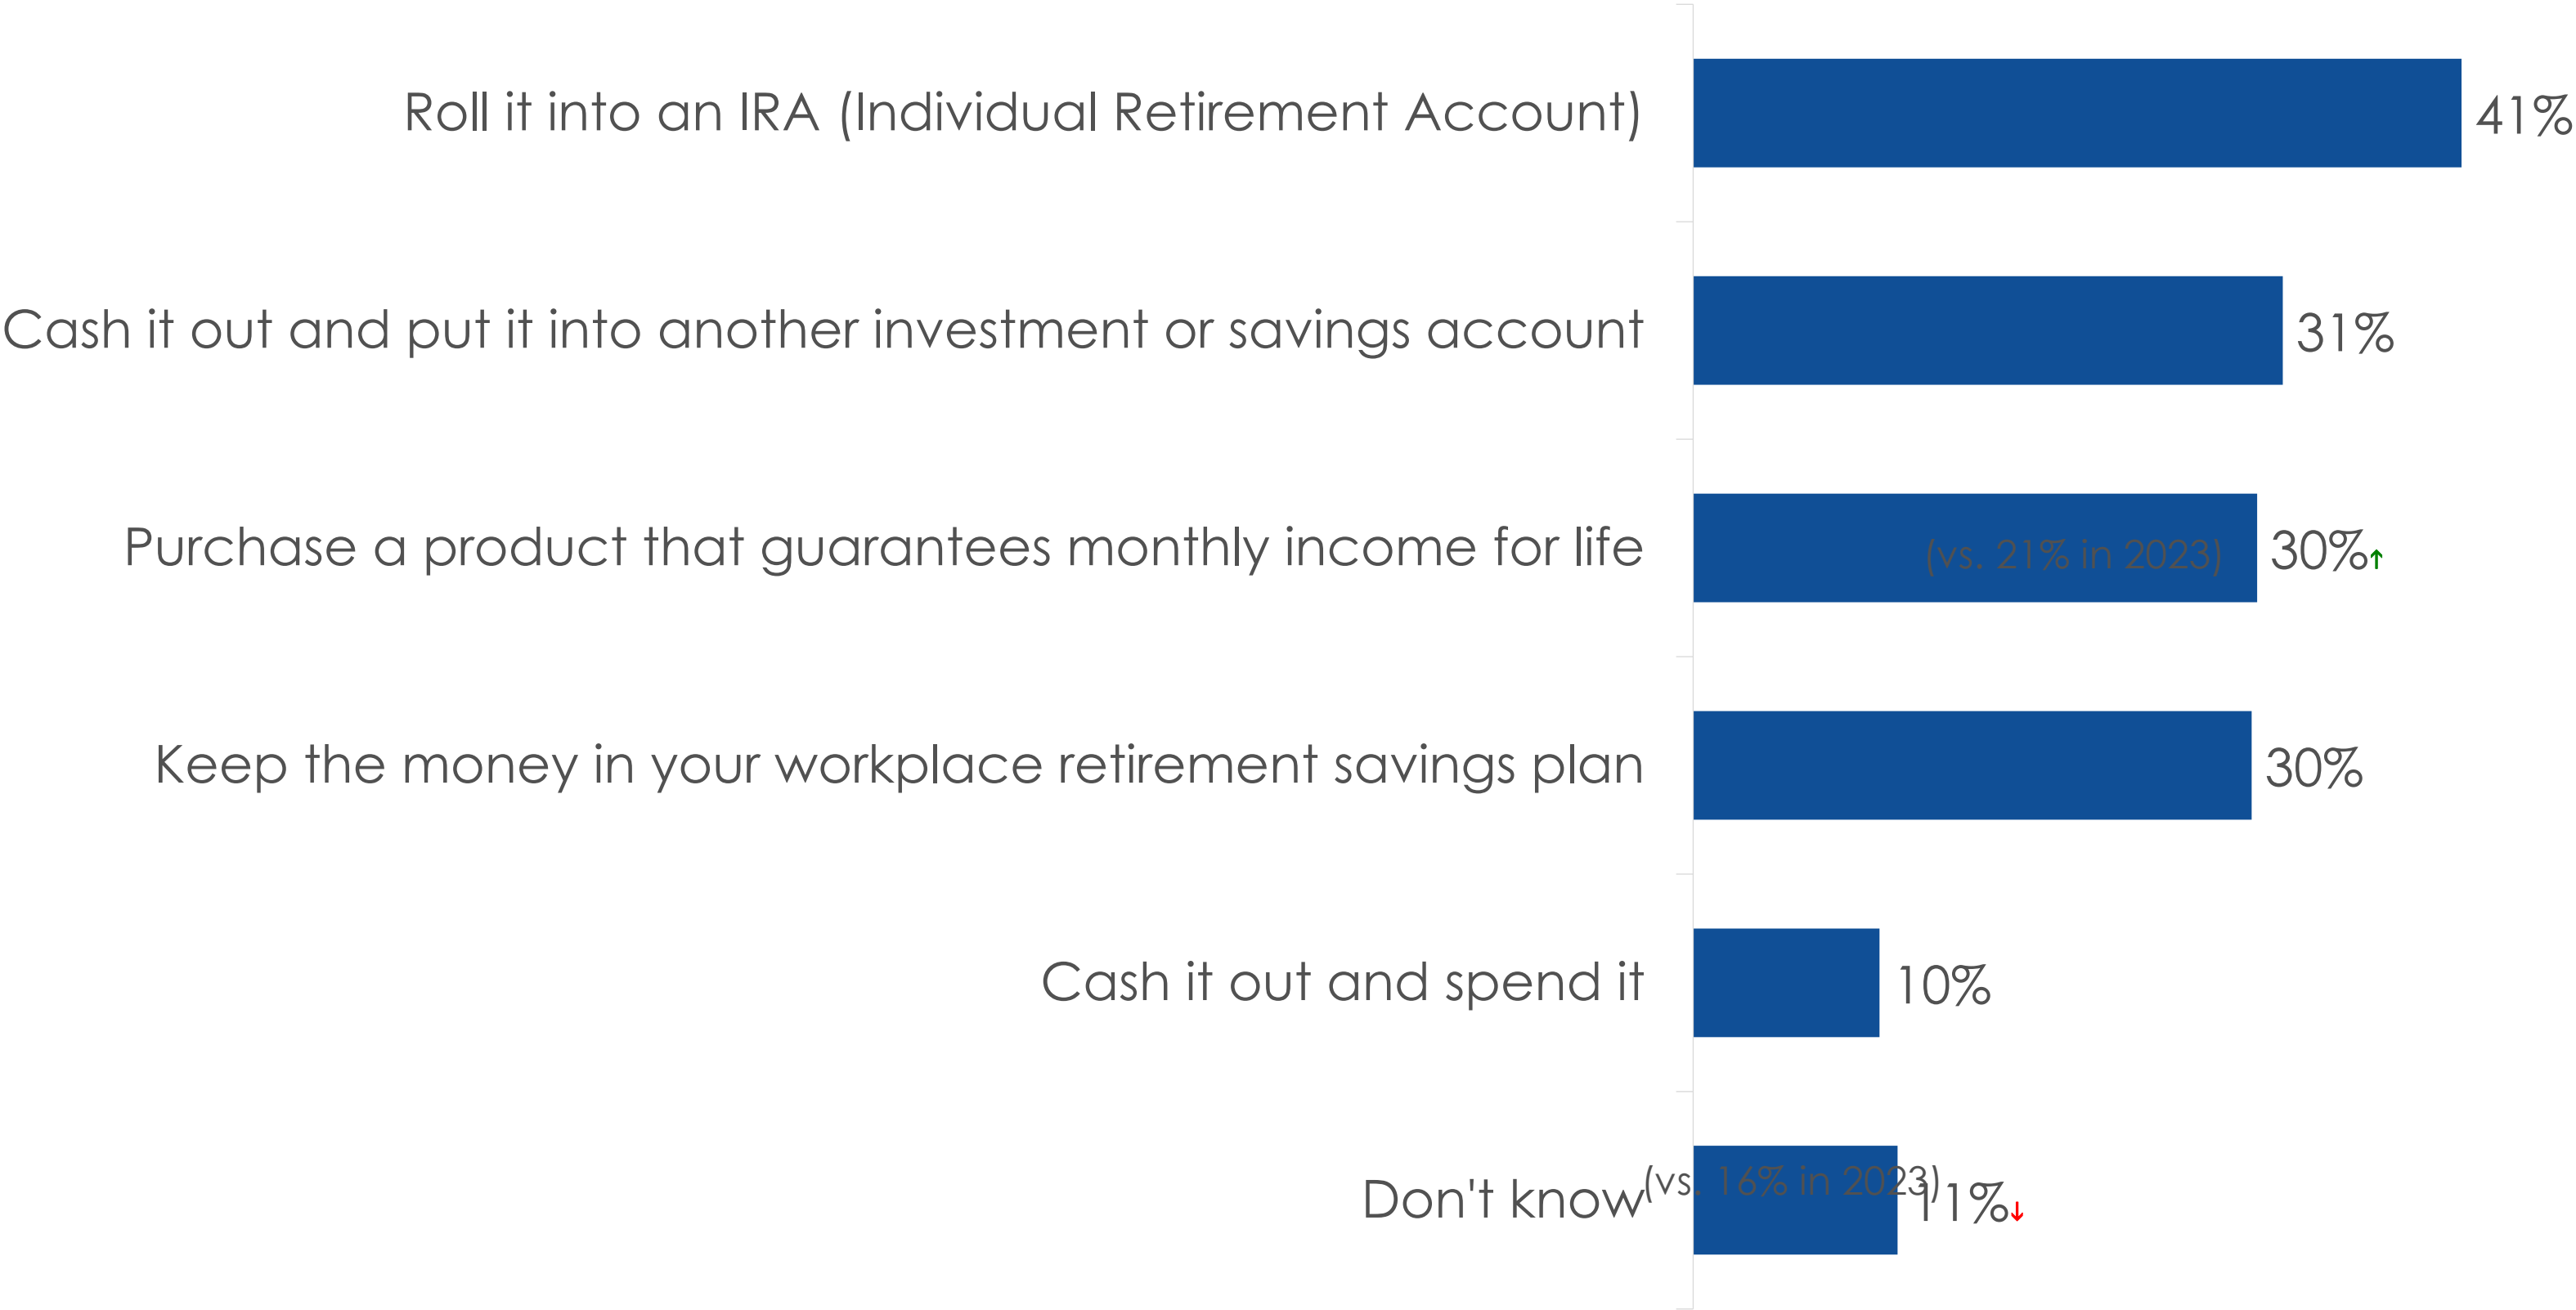 Roll it into an IRA (Individual Retirement Account) 41%
Cash it out and put it into another investment or savings account 31%
Purchase a product that guarantees monthly income for life (vs. 21% in 2023) 30%↑
Keep the money in your workplace retirement savings plan 30%
Cash it out and spend it 10%
Don't know (vs. 16% in 2023) 11%↓